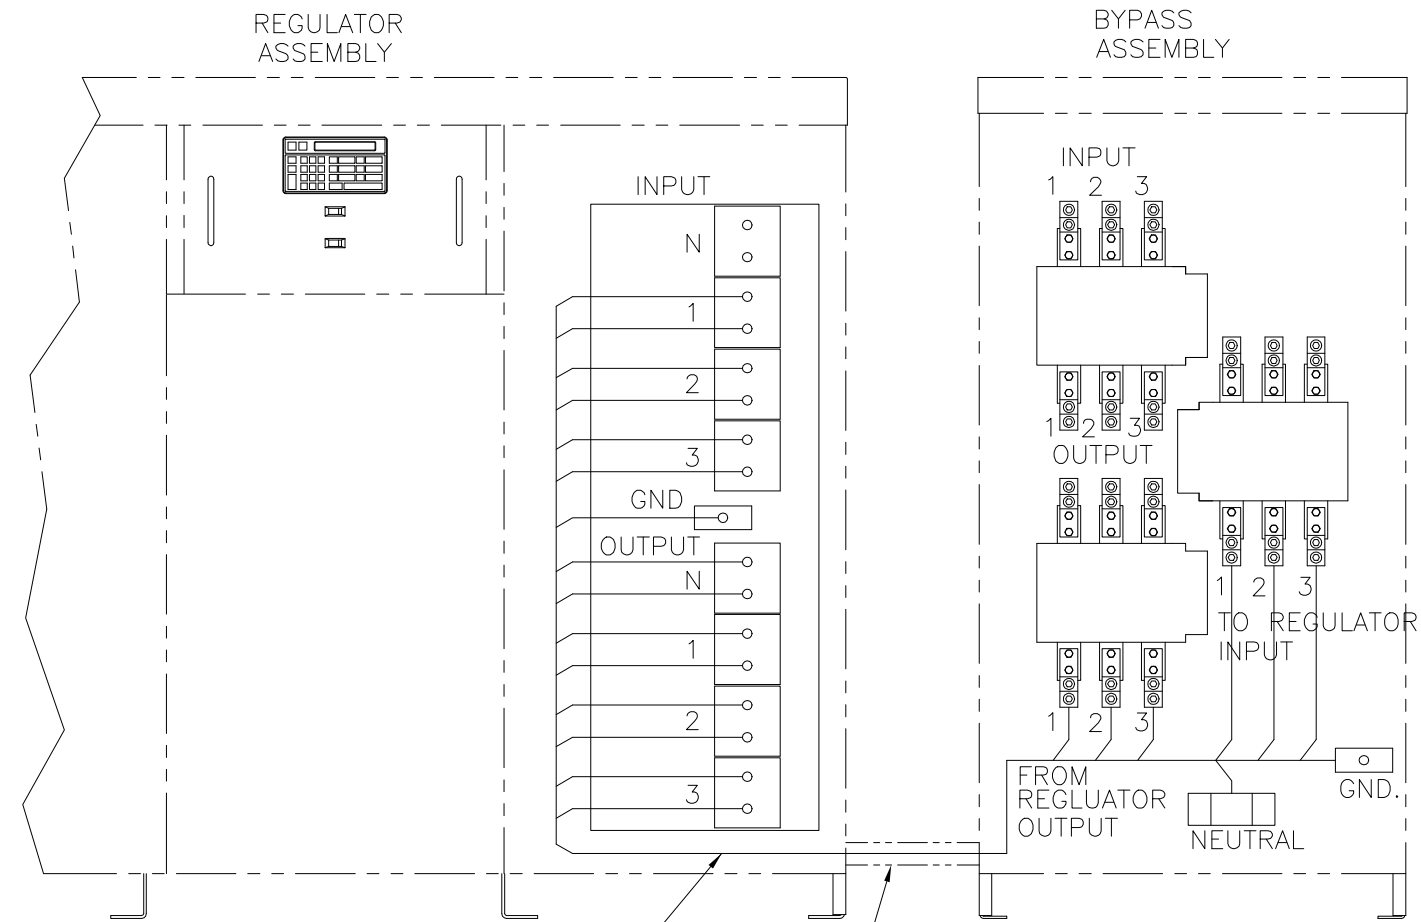 REGULATOR
ASSEMBLY
BYPASS
ASSEMBLY
INPUT
N
1
2
3
GND
OUTPUT
N
1
2
3
INPUT
1 2 3
1 2 3
OUTPUT
1 2 3
TO REGULATOR
INPUT
1 2 3
FROM
REGLUATOR
OUTPUT
GND.
NEUTRAL